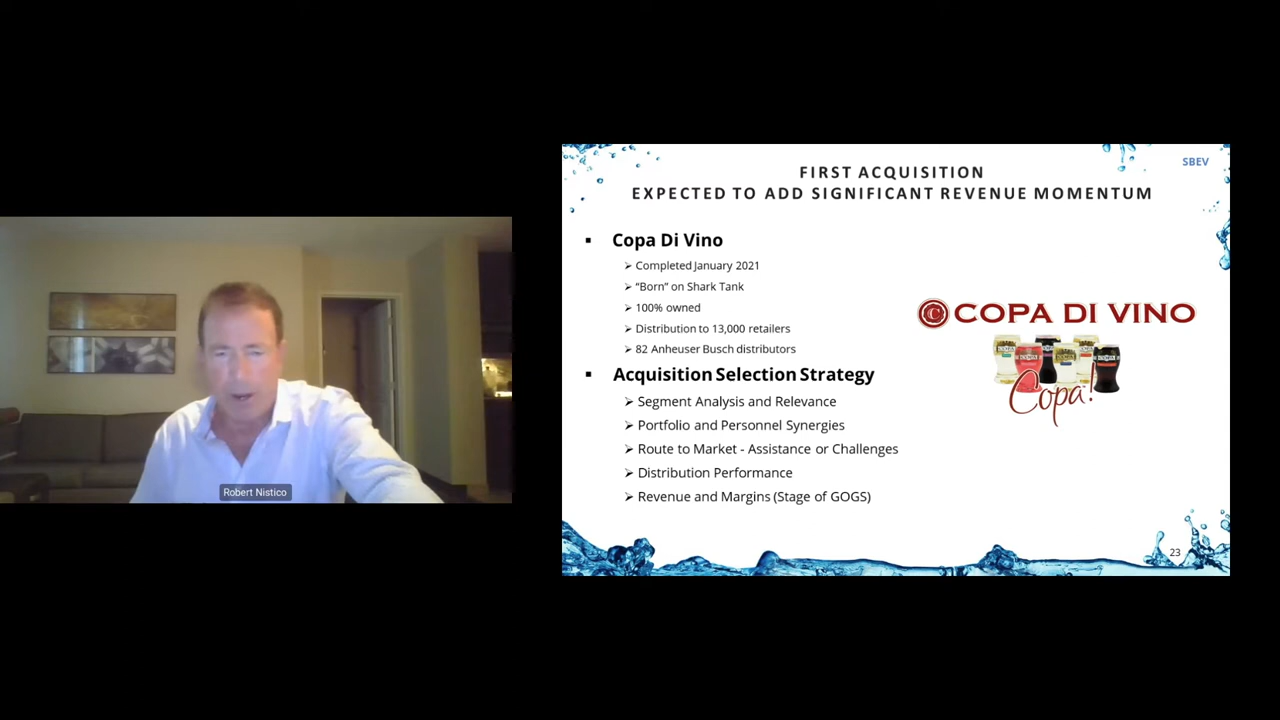 Robert Nistico
SBEV
FIRST ACQUISITION
EXPECTED TO ADD SIGNIFICANT REVENUE MOMENTUM
▪ Copa Di Vino
➢ Completed January 2021
➢ “Born” on Shark Tank
➢ 100% owned
➢ Distribution to 13,000 retailers
➢ 82 Anheuser Busch distributors
▪ Acquisition Selection Strategy
➢ Segment Analysis and Relevance
➢ Portfolio and Personnel Synergies
➢ Route to Market - Assistance or Challenges
➢ Distribution Performance
➢ Revenue and Margins (Stage of GOGS)
COPA DI VINO
Copa!
23